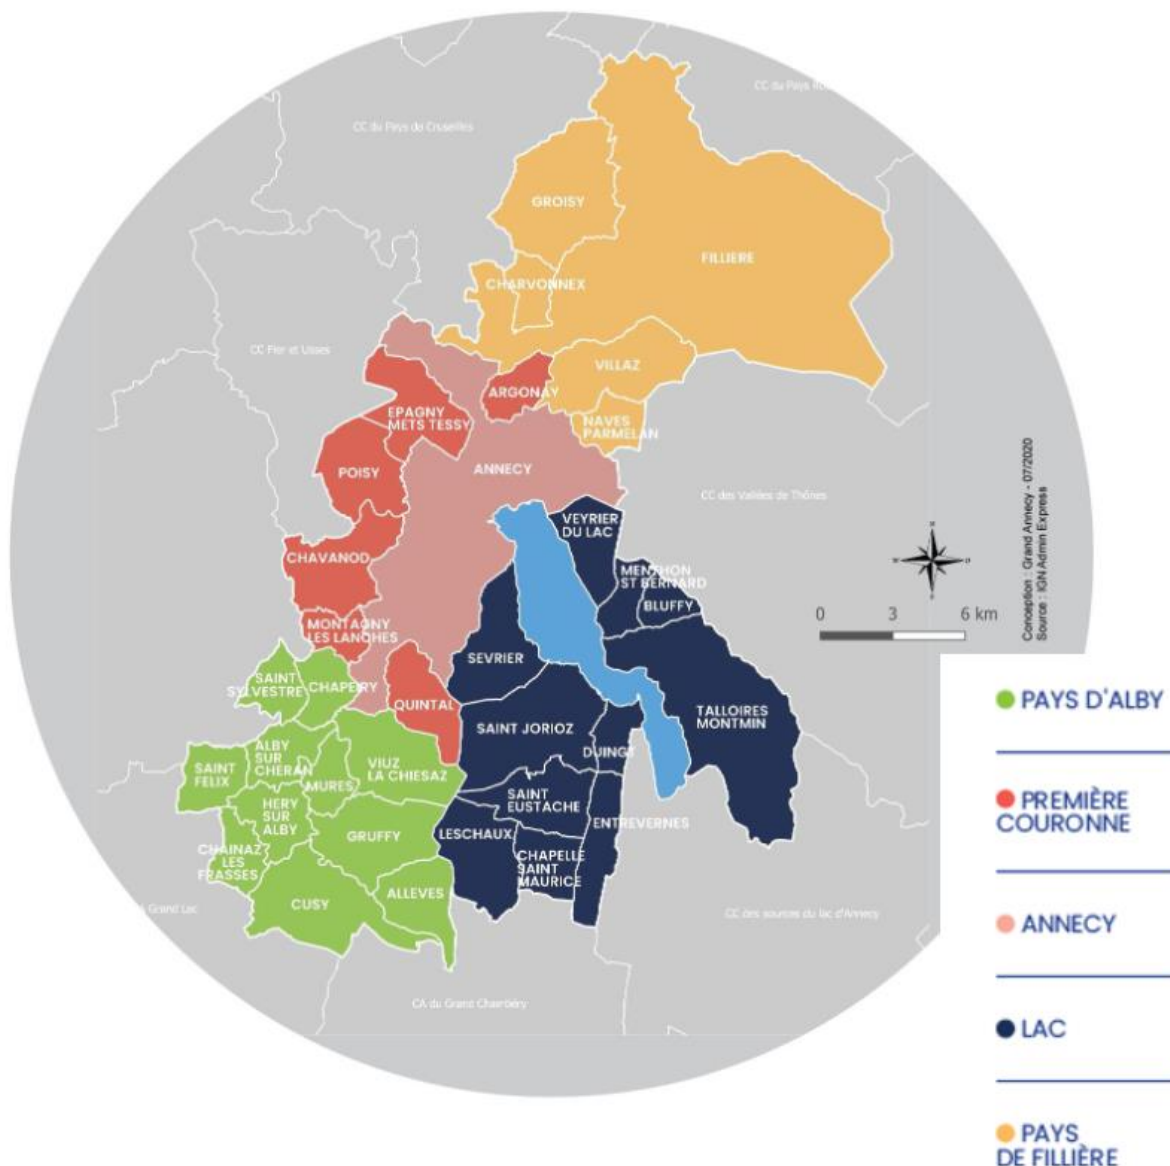 CC du Pays de Cruseilles
CC du Pays
GROISY
FILLIERE
CHARVONNEX
CC Fier et Usses
VILLAZ
ARGONAY
EPAGNY
METS TESSY
NAVES
PARMELAN
POISY
ANNECY
CC des Vallées de Thônes
VEYRIER
DU LAC
CHAVANOD
MENTHON
ST BERNARD
BLUFFY
MONTAGNY
LES LANCHES
SEVRIER
SAINT
SYLVESTRE
CHAPEIRY
QUINTAL
TALLOIRES
MONTMIN
SAINT JORIOZ
DUINGT
ALBY
SUR
CHERAN
VIUZ
LA CHIESAZ
SAINT
FELIX
MURES
SAINT
EUSTACHE
HERY
SUR
ALBY
GRUFFY
LESCHAUX
ENTREVERNES
CHAINAZ
LES
FRASSES
CHAPELLE
SAINT
MAURICE
ALLEVES
CUSY
Grand Lac
CC des sources du lac d'Annecy
CA du Grand Chambéry
N
0 3 6 km
Conception : Grand Annecy - 07/2020
Source : IGN Admin Express
PAYS D'ALBY
PREMIÈRE
COURONNE
ANNECY
LAC
PAYS
DE FILLIÈRE